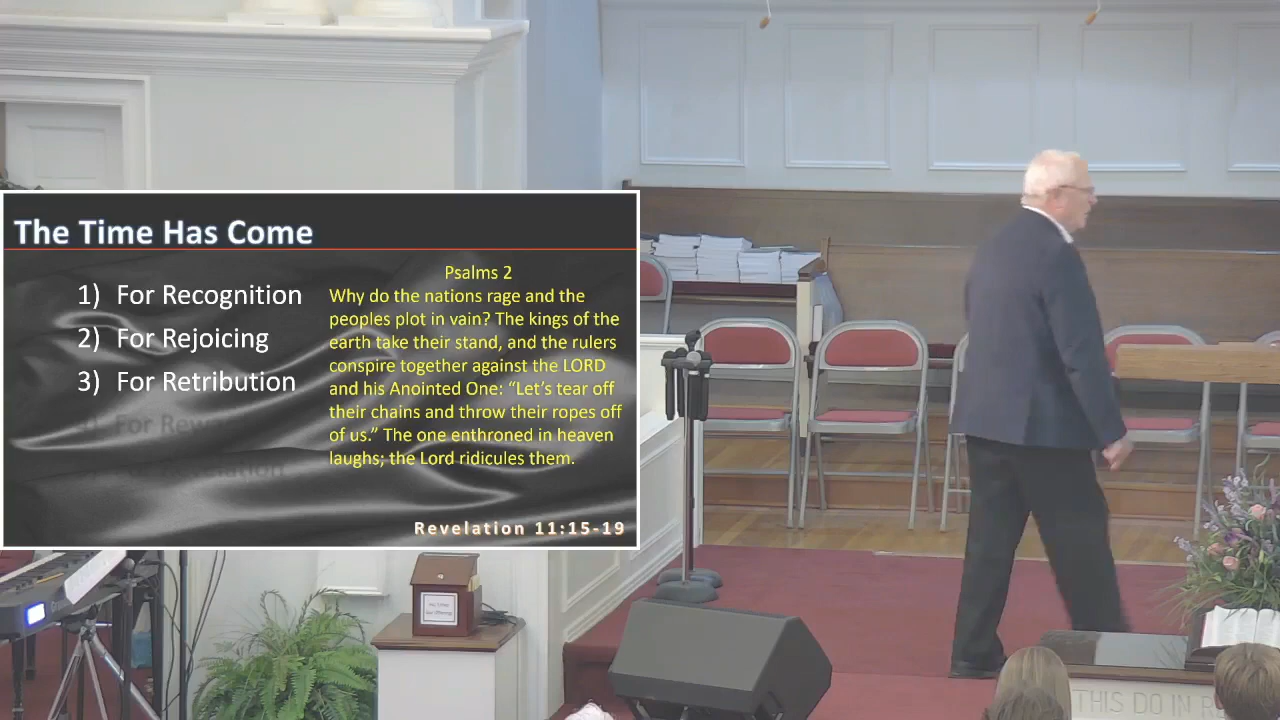 The Time Has Come
1) For Recognition
2) For Rejoicing
3) For Retribution
Psalms 2
Why do the nations rage and the
peoples plot in vain? The kings of the
earth take their stand, and the rulers
conspire together against the LORD
and his Anointed One: “Let’s tear off
their chains and throw their ropes off
of us.” The one enthroned in heaven
laughs; the Lord ridicules them.
Revelation 11:15-19
THIS DO IN